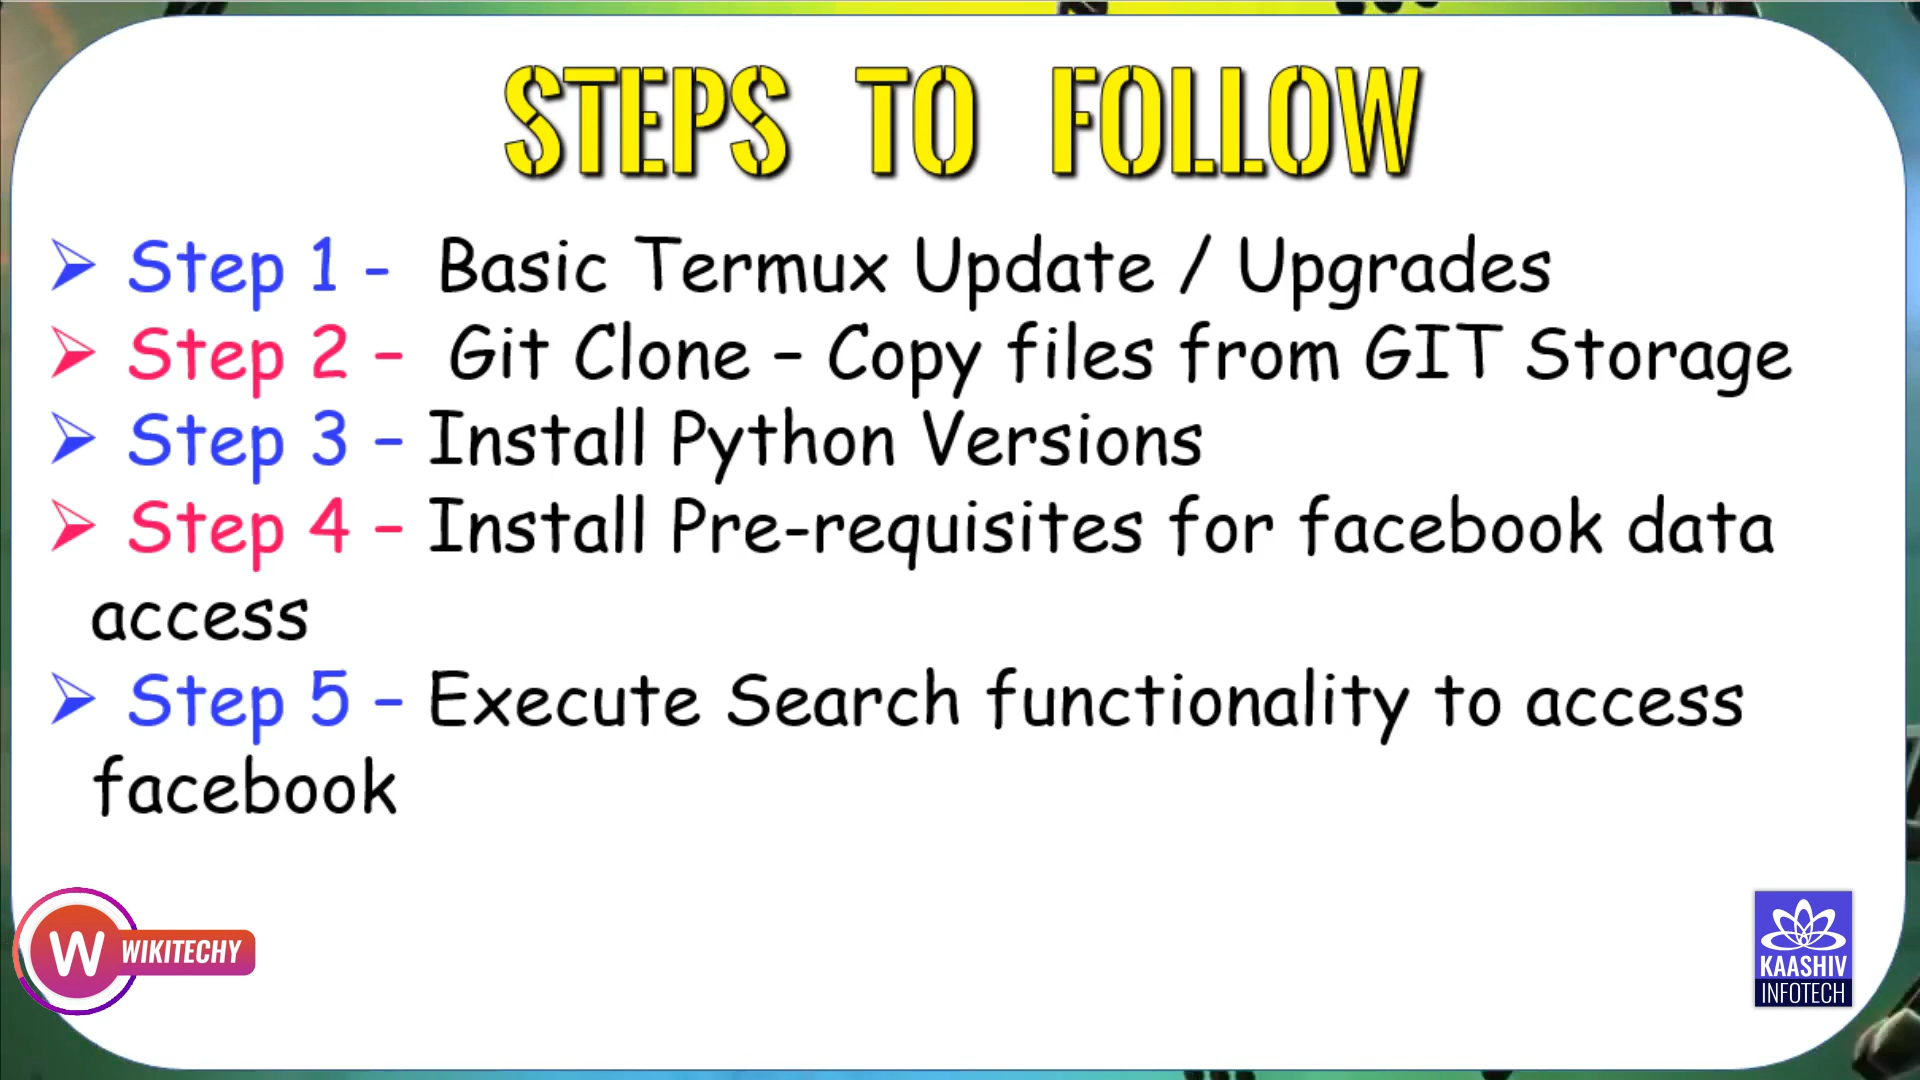 STEPS TO FOLLOW
Step 1 - Basic Termux Update / Upgrades
Step 2 – Git Clone – Copy files from GIT Storage
Step 3 – Install Python Versions
Step 4 – Install Pre-requisites for facebook data
access
Step 5 – Execute Search functionality to access
facebook
W WIKITECHY
KAASHIV
INFOTECH